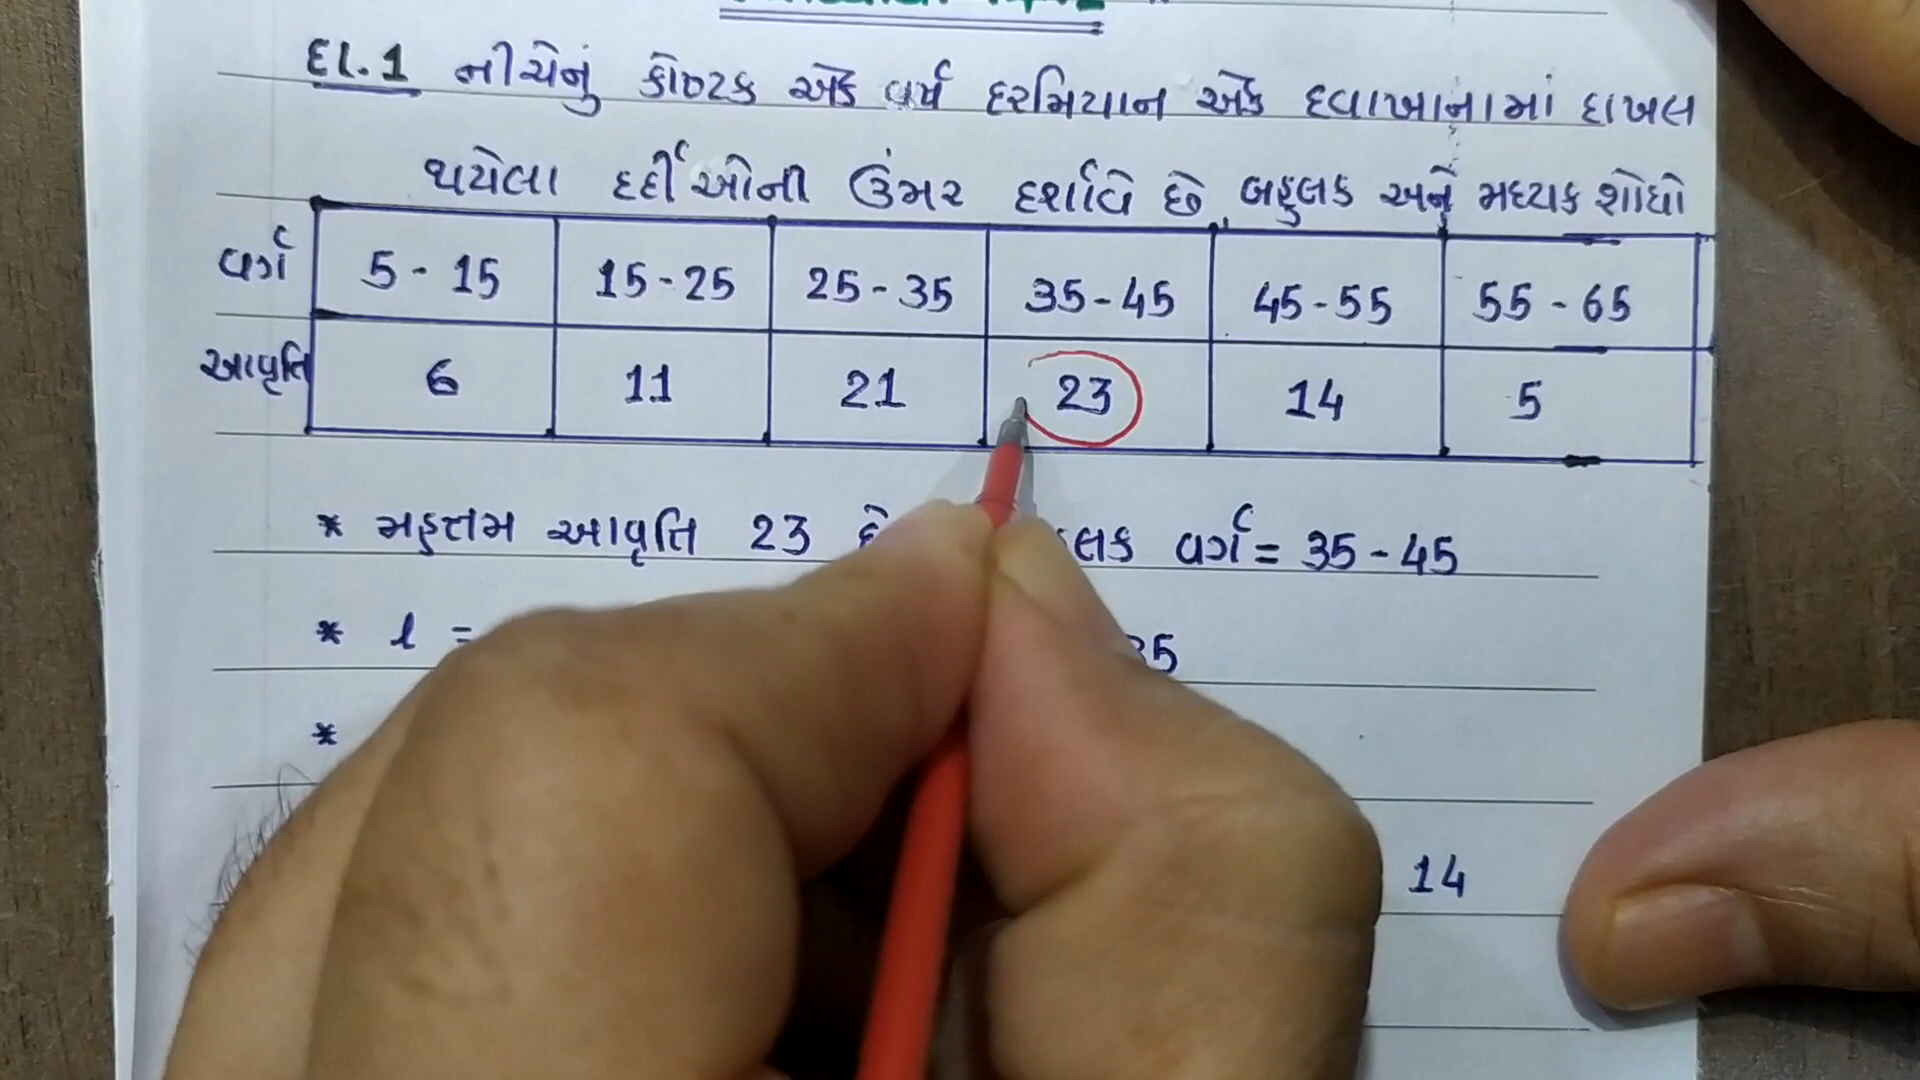 દા.1 નીચેનું કોષ્ટક એક વર્ષ દરમિયાન એક દવાખાનામાં દાખલ
થયેલા દર્દીઓની ઉંમર દર્શાવે છે, બહુલક અને મધ્યક શોધો
વર્ગ 5 - 15 15 - 25 25 - 35 35 - 45 45 - 55 55 - 65
આવૃતિ 6 11 21 23 14 5
* મહત્તમ આવૃતિ 23 વર્ગ = 35 - 45
* l = 35
*
14